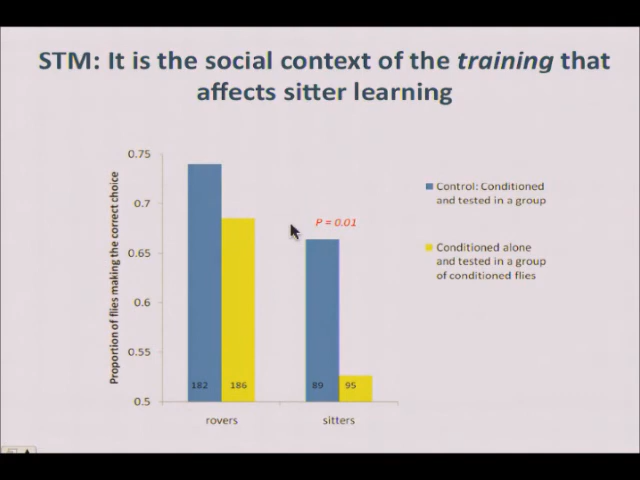 STM: It is the social context of the training that
affects sitter learning
Proportion of flies making the correct choice
0.75
0.7
0.65
0.6
0.55
0.5
P = 0.01
182
186
89
95
rovers
sitters
Control: Conditioned
and tested in a group
Conditioned alone
and tested in a group
of conditioned flies